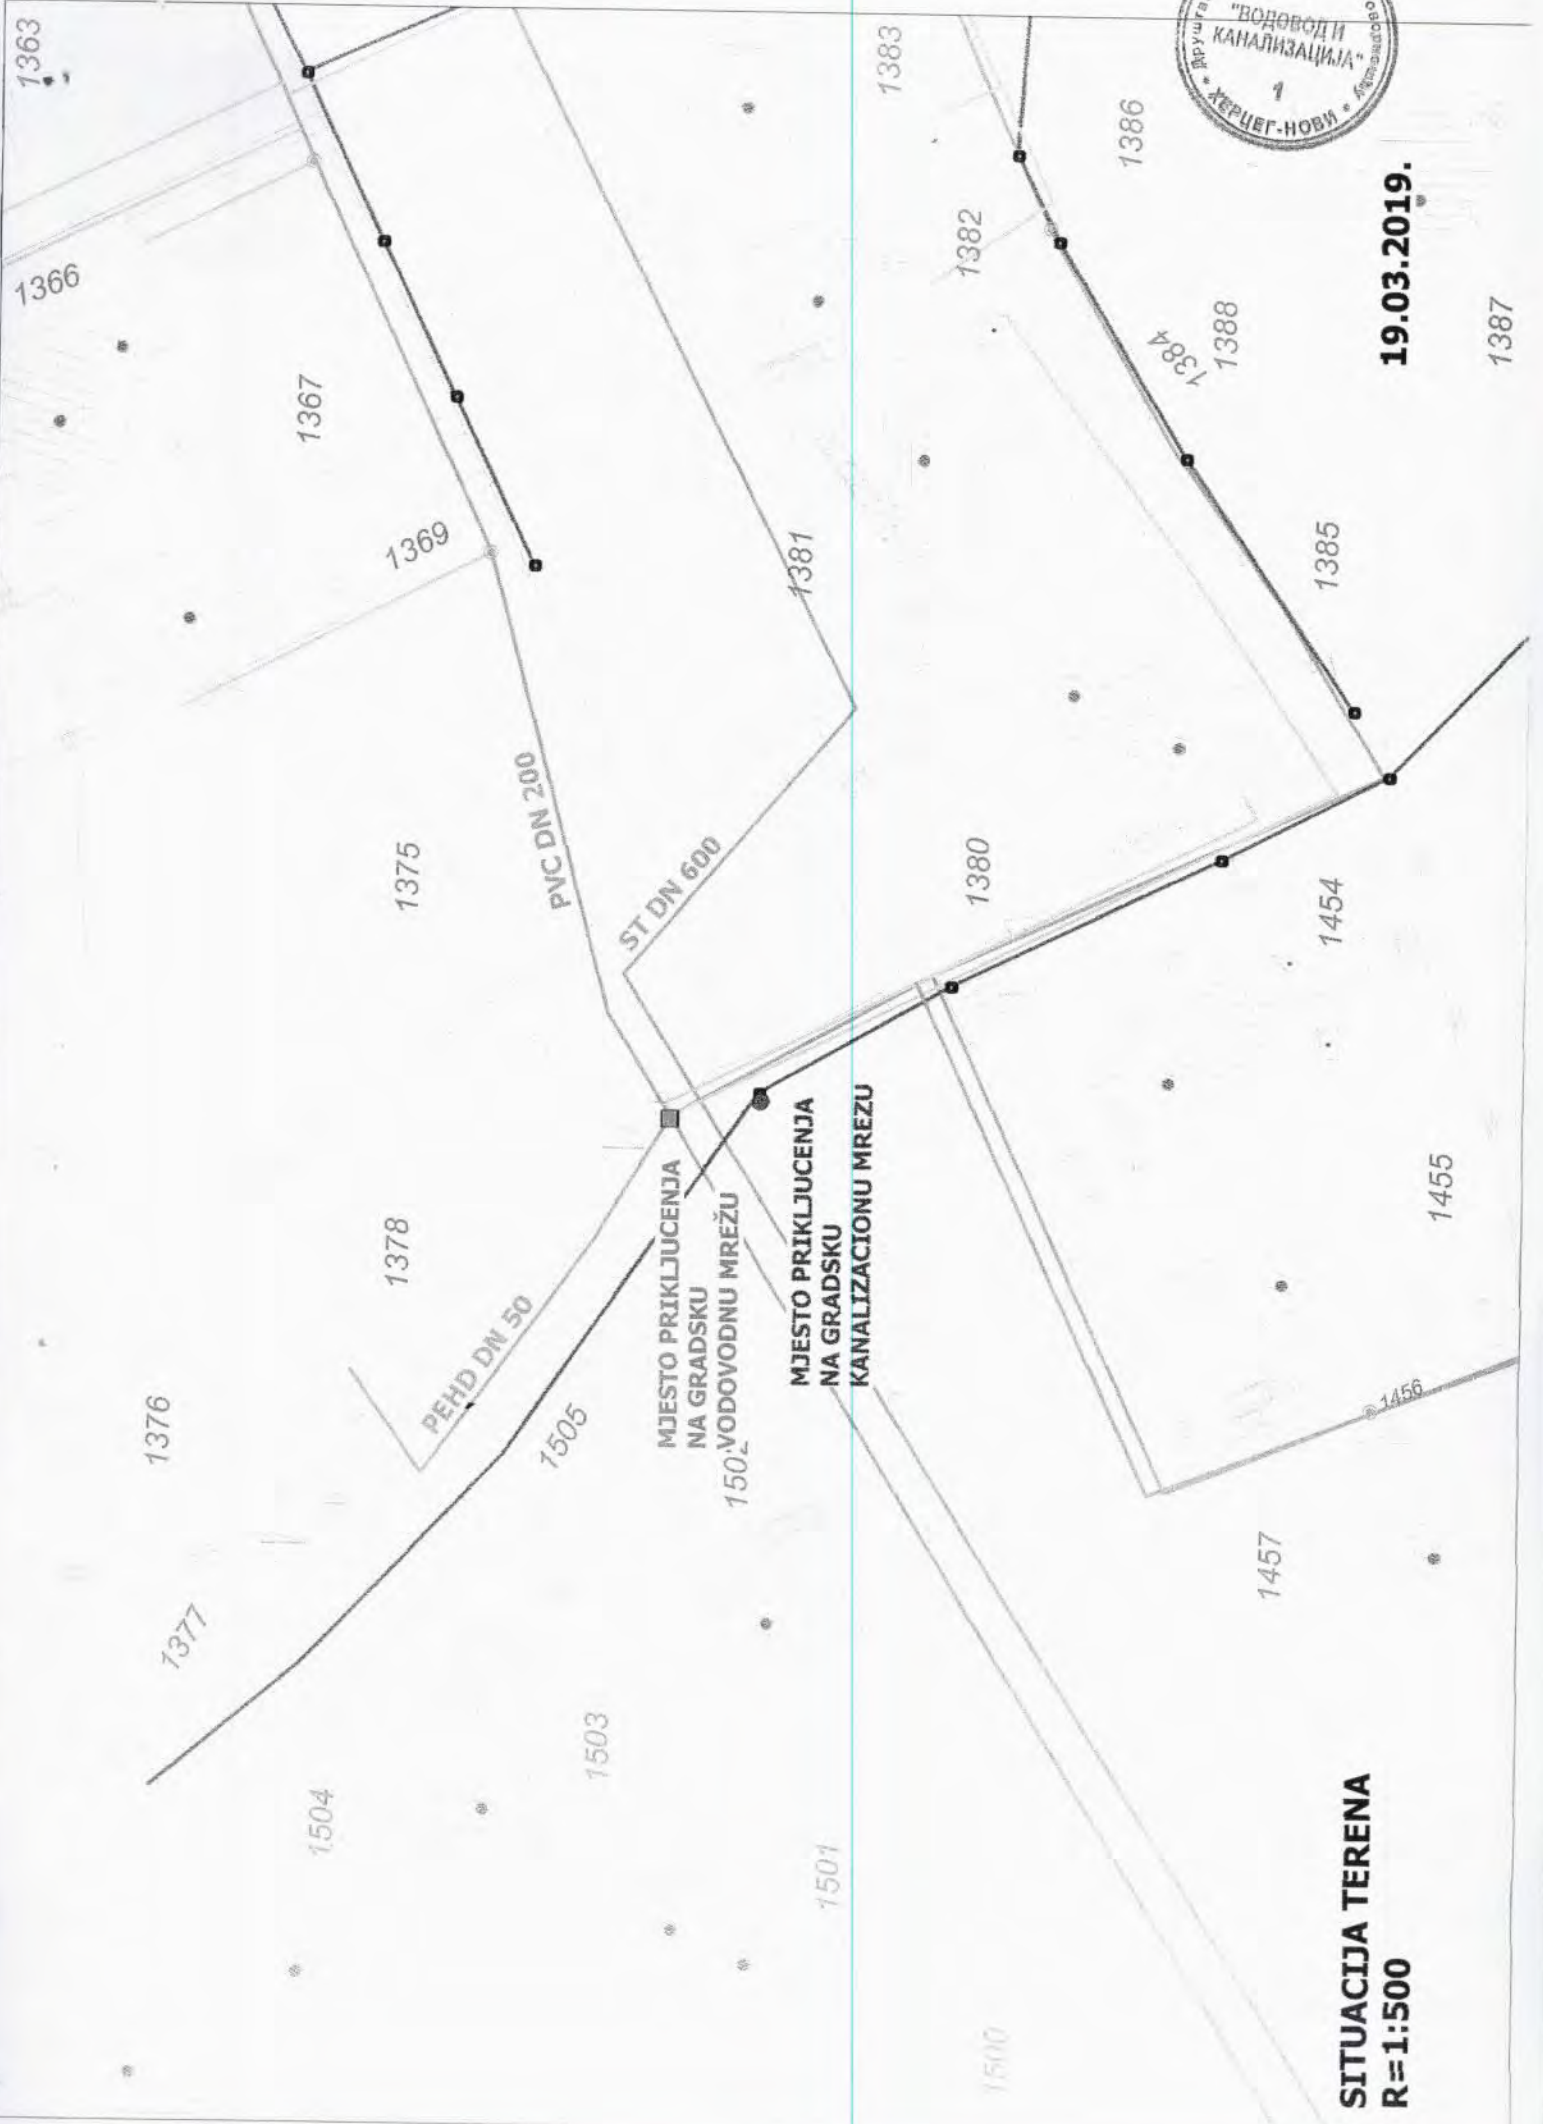 1363
1366
1367
1369
1375
1376
1377
1378
1381
1383
1382
1386
1384
1388
1387
1385
1380
1454
1455
1456
1457
1505
1502
1503
1504
1501
1500
PVC DN 200
ST DN 600
PEHD DN 50
MJESTO PRIKLJUCENJA
NA GRADSKU
VODOVODNU MREŽU
MJESTO PRIKLJUCENJA
NA GRADSKU
KANALIZACIONU MREZU
"ВОДОВОД И
КАНАЛИЗАЦИЈА"
1
ХЕРЦЕГ-НОВИ
19.03.2019.
SITUACIJA TERENA
R=1:500